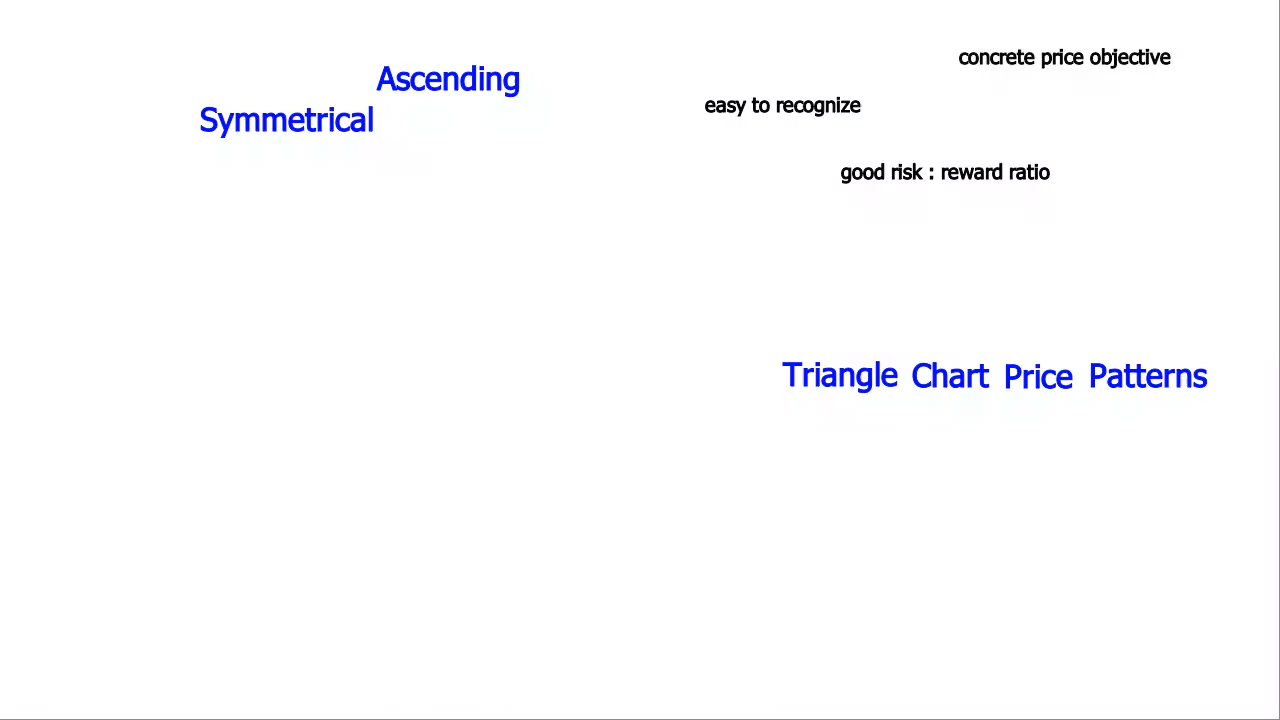 concrete price objective
Ascending
easy to recognize
Symmetrical
good risk : reward ratio
Triangle Chart Price Patterns